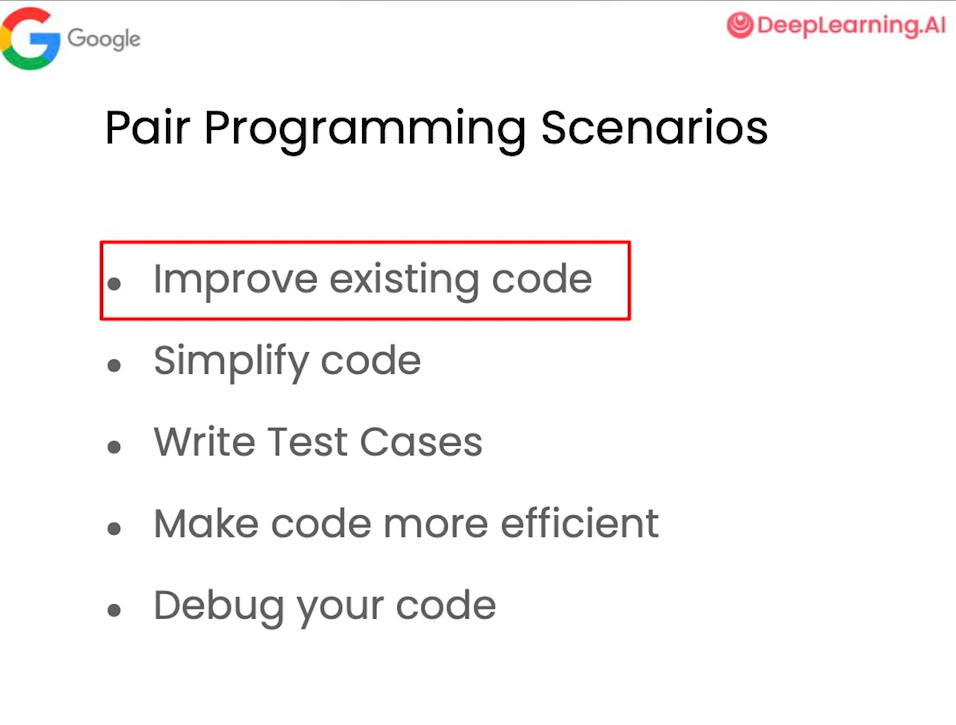 Google
DeepLearning.AI
Pair Programming Scenarios
• Improve existing code
• Simplify code
• Write Test Cases
• Make code more efficient
• Debug your code